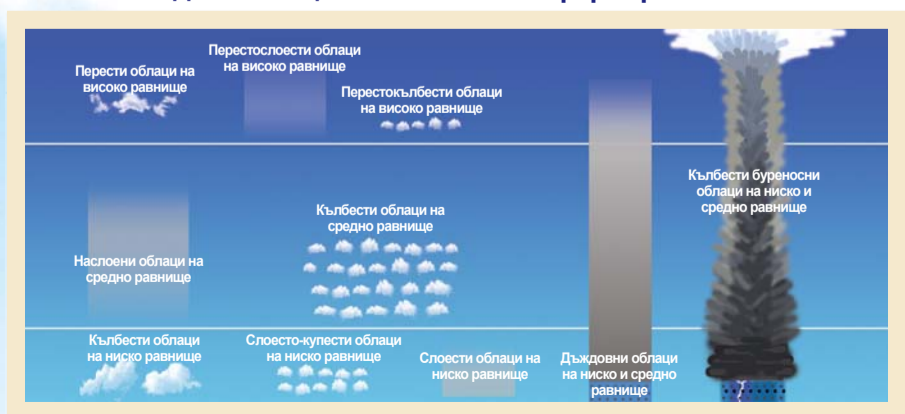 Перести облаци на
високо равнище
Перестослоести облаци
на високо равнище
Перестокълбести облаци
на високо равнище
Кълбести буреносни
облаци на ниско и
средно равнище
Кълбести облаци на
средно равнище
Наслоени облаци на
средно равнище
Кълбести облаци
на ниско равнище
Слоесто-купести облаци
на ниско равнище
Слоести облаци на
ниско равнище
Дъждовни облаци
на ниско и средно
равнище